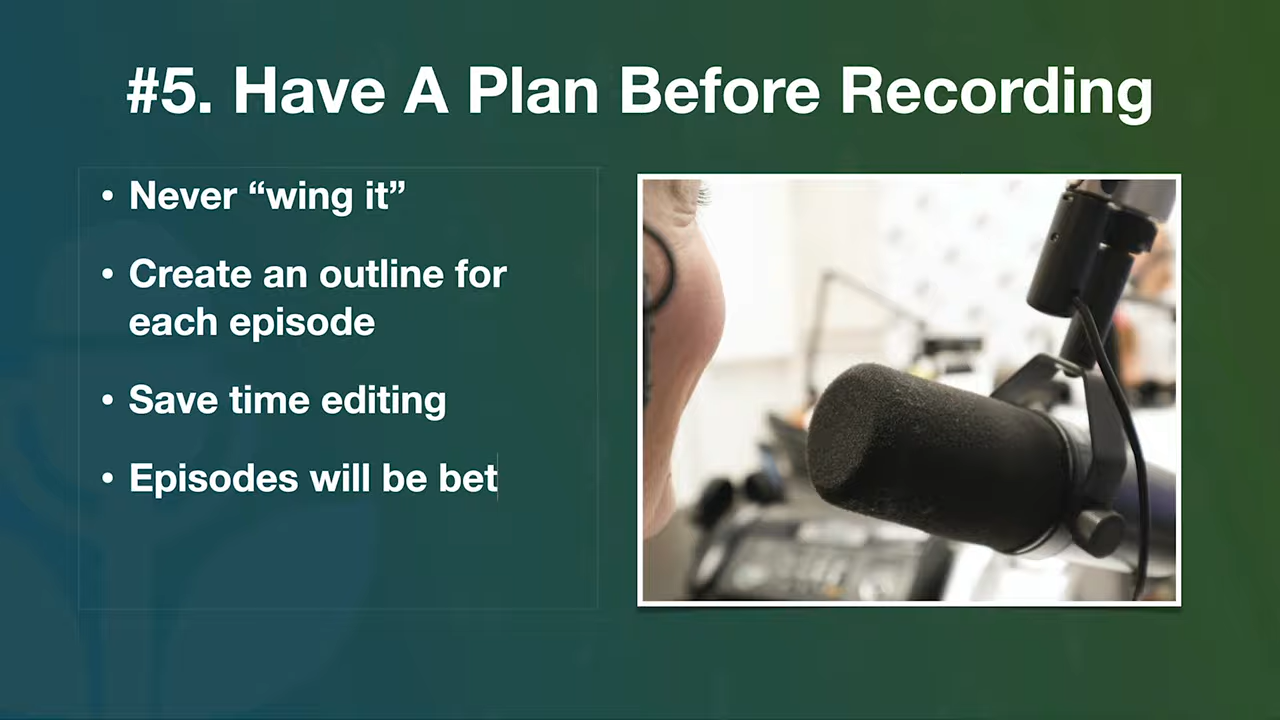 #5. Have A Plan Before Recording
• Never “wing it”
• Create an outline for
each episode
• Save time editing
• Episodes will be bet